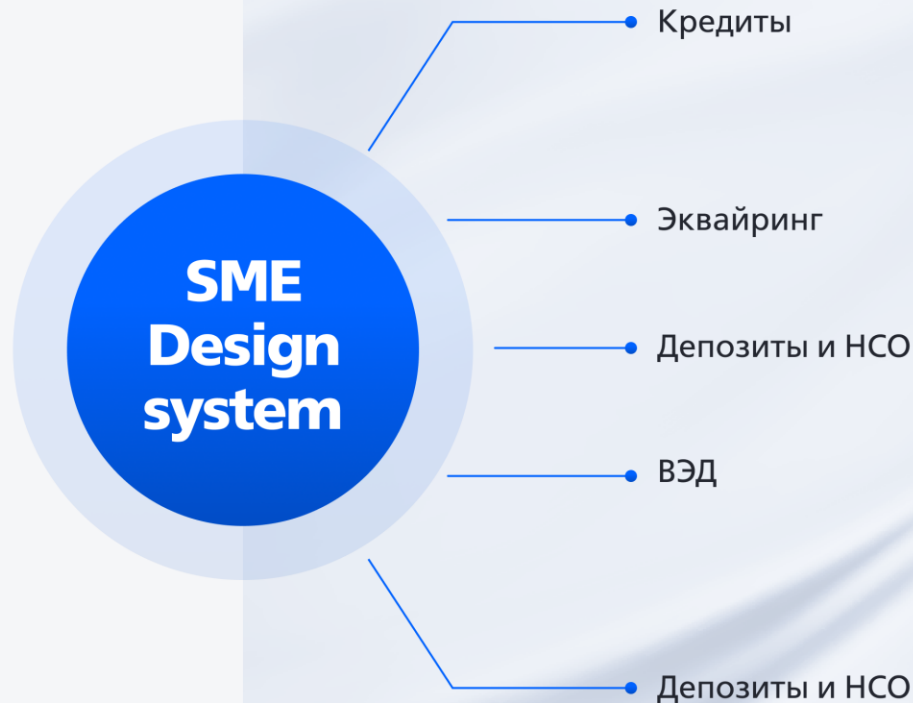 Кредиты
Эквайринг
SME
Design
system
Депозиты и НСО
ВЭД
Депозиты и НСО